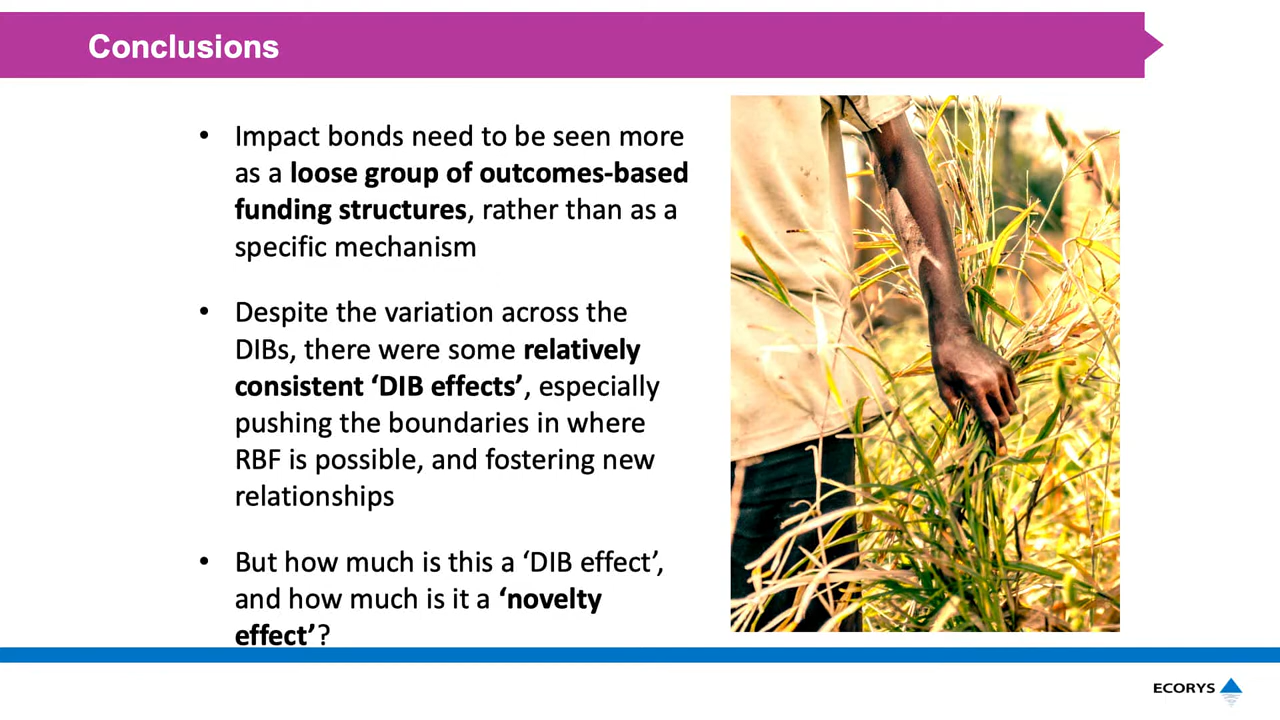 Conclusions
• Impact bonds need to be seen more
as a loose group of outcomes-based
funding structures, rather than as a
specific mechanism
• Despite the variation across the
DIBs, there were some relatively
consistent ‘DIB effects’, especially
pushing the boundaries in where
RBF is possible, and fostering new
relationships
• But how much is this a ‘DIB effect’,
and how much is it a ‘novelty
effect’?
ECORYS